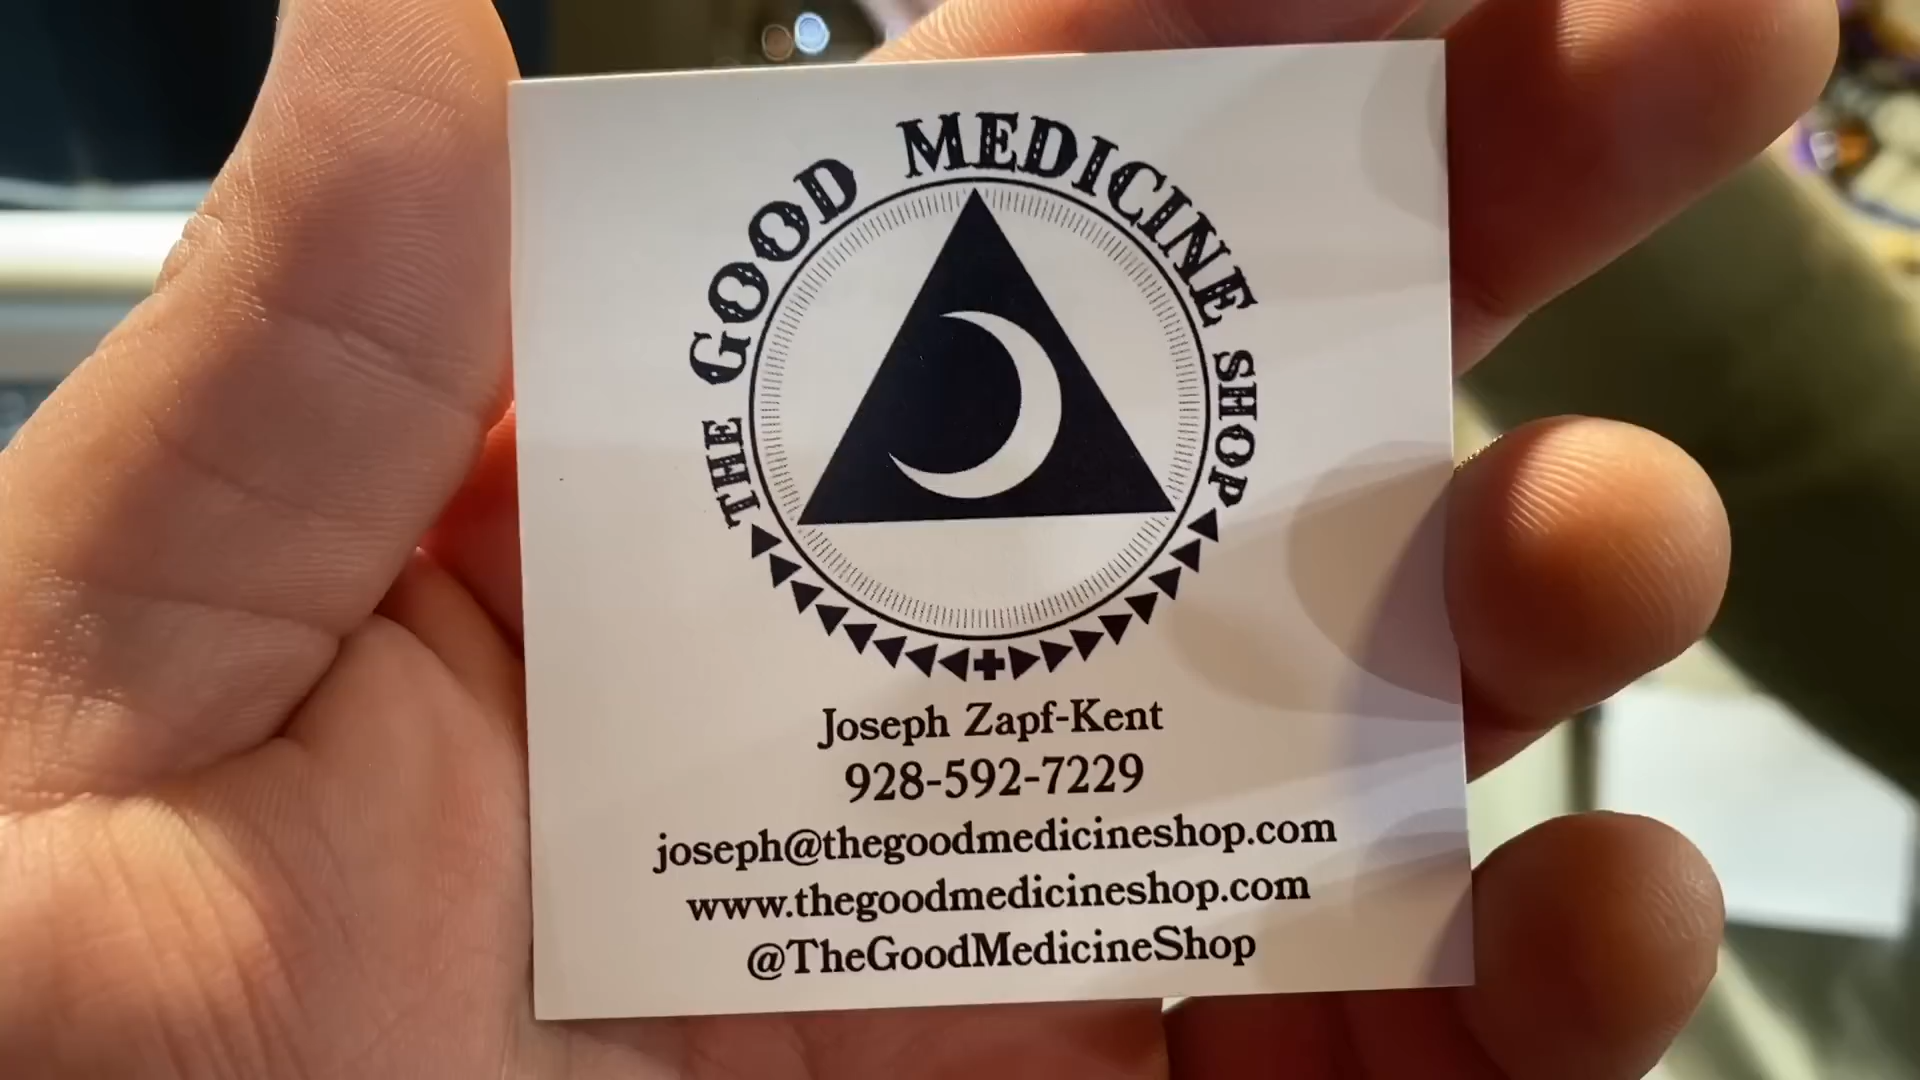 THE GOOD MEDICINE SHOP
Joseph Zapf-Kent
928-592-7229
joseph@thegoodmedicineshop.com
www.thegoodmedicineshop.com
@TheGoodMedicineShop